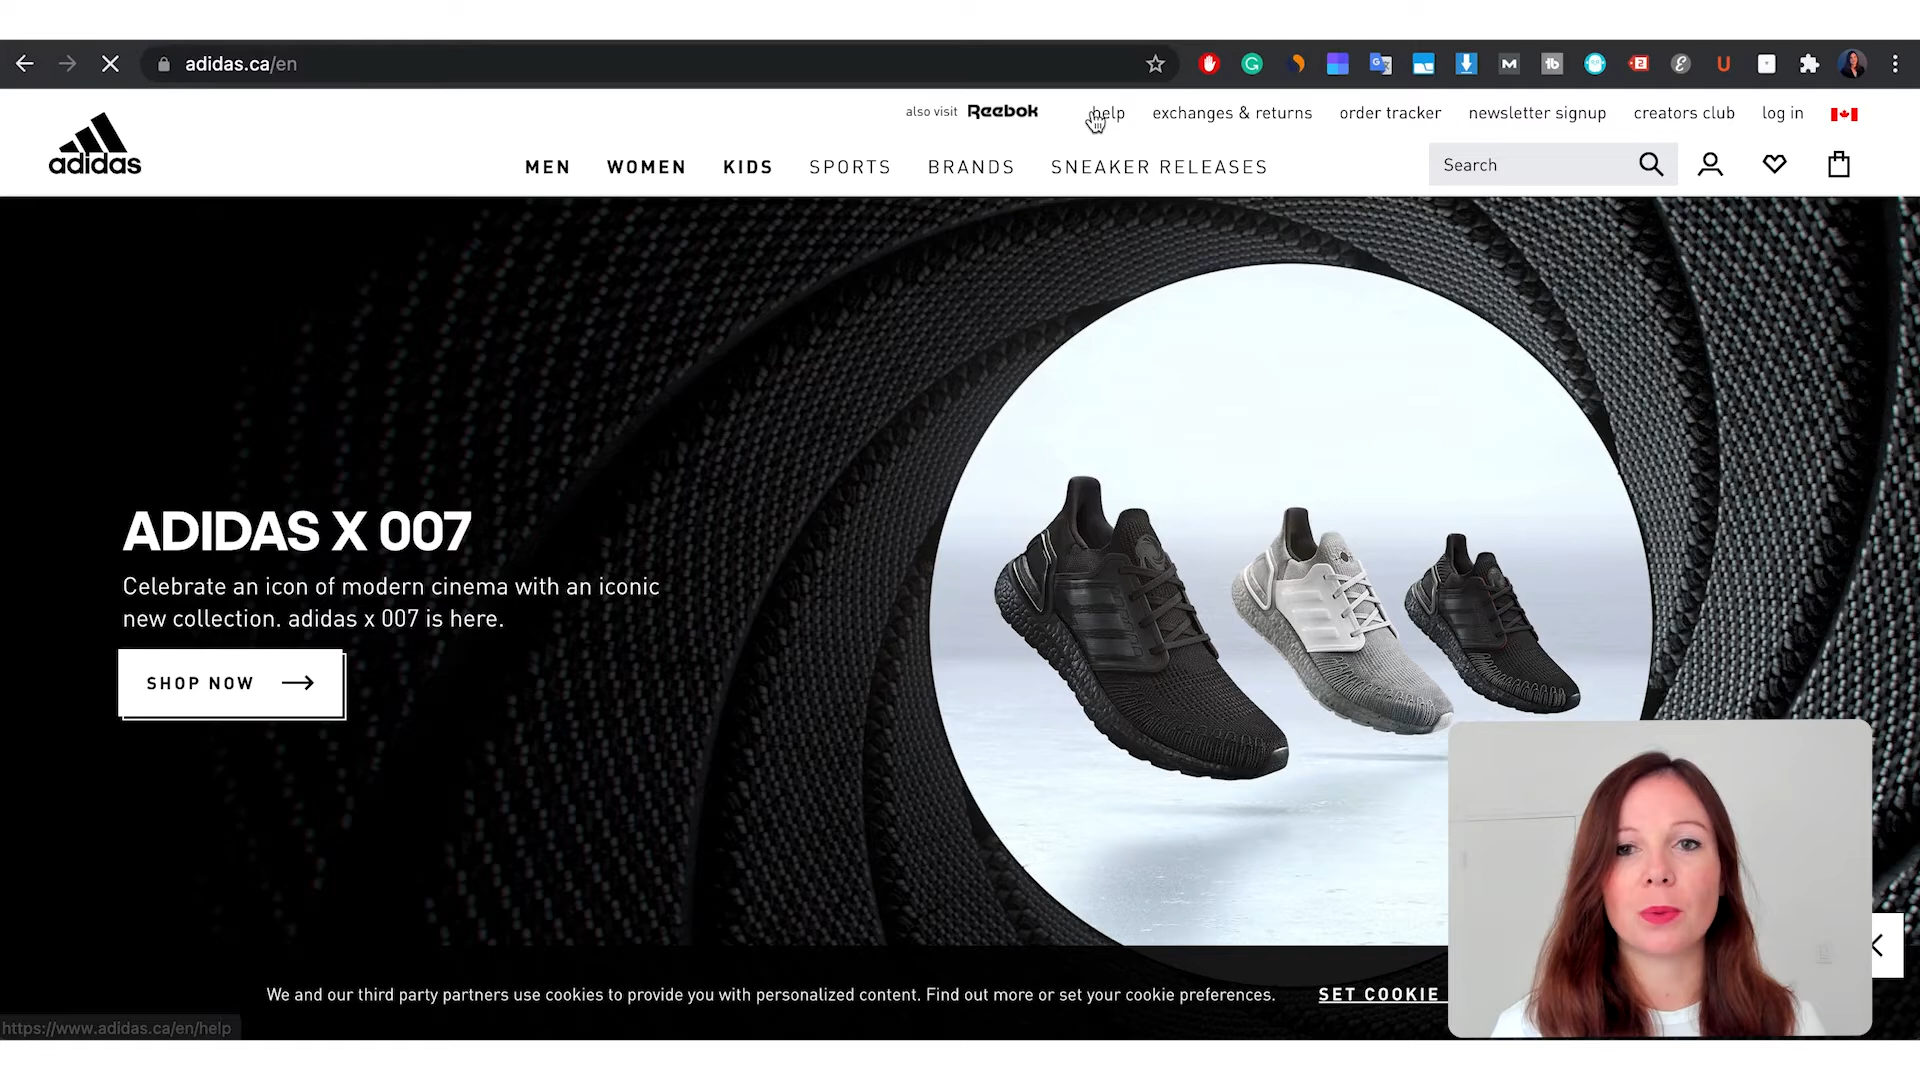 adidas.ca/en
also visit Reebok help exchanges & returns order tracker newsletter signup creators club log in
adidas
MEN WOMEN KIDS SPORTS BRANDS SNEAKER RELEASES Search
ADIDAS X 007
Celebrate an icon of modern cinema with an iconic
new collection. adidas x 007 is here.
SHOP NOW
We and our third party partners use cookies to provide you with personalized content. Find out more or set your cookie preferences. SET COOKIE
https://www.adidas.ca/en/help